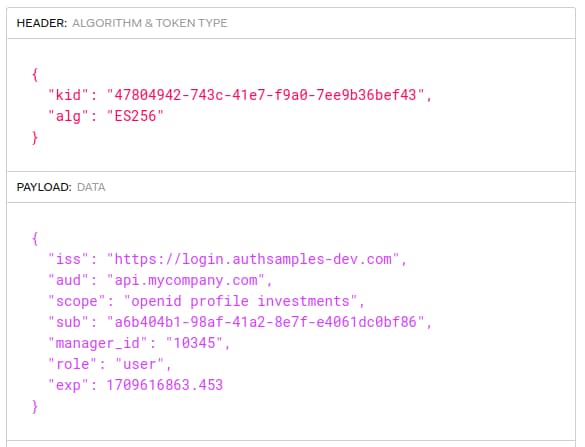 HEADER: ALGORITHM & TOKEN TYPE
{
"kid": "47804942-743c-41e7-f9a0-7ee9b36bef43",
"alg": "ES256"
}
PAYLOAD: DATA
{
"iss": "https://login.authsamples-dev.com",
"aud": "api.mycompany.com",
"scope": "openid profile investments",
"sub": "a6b404b1-98af-41a2-8e7f-e4061dc0bf86",
"manager_id": "10345",
"role": "user",
"exp": 1709616863.453
}